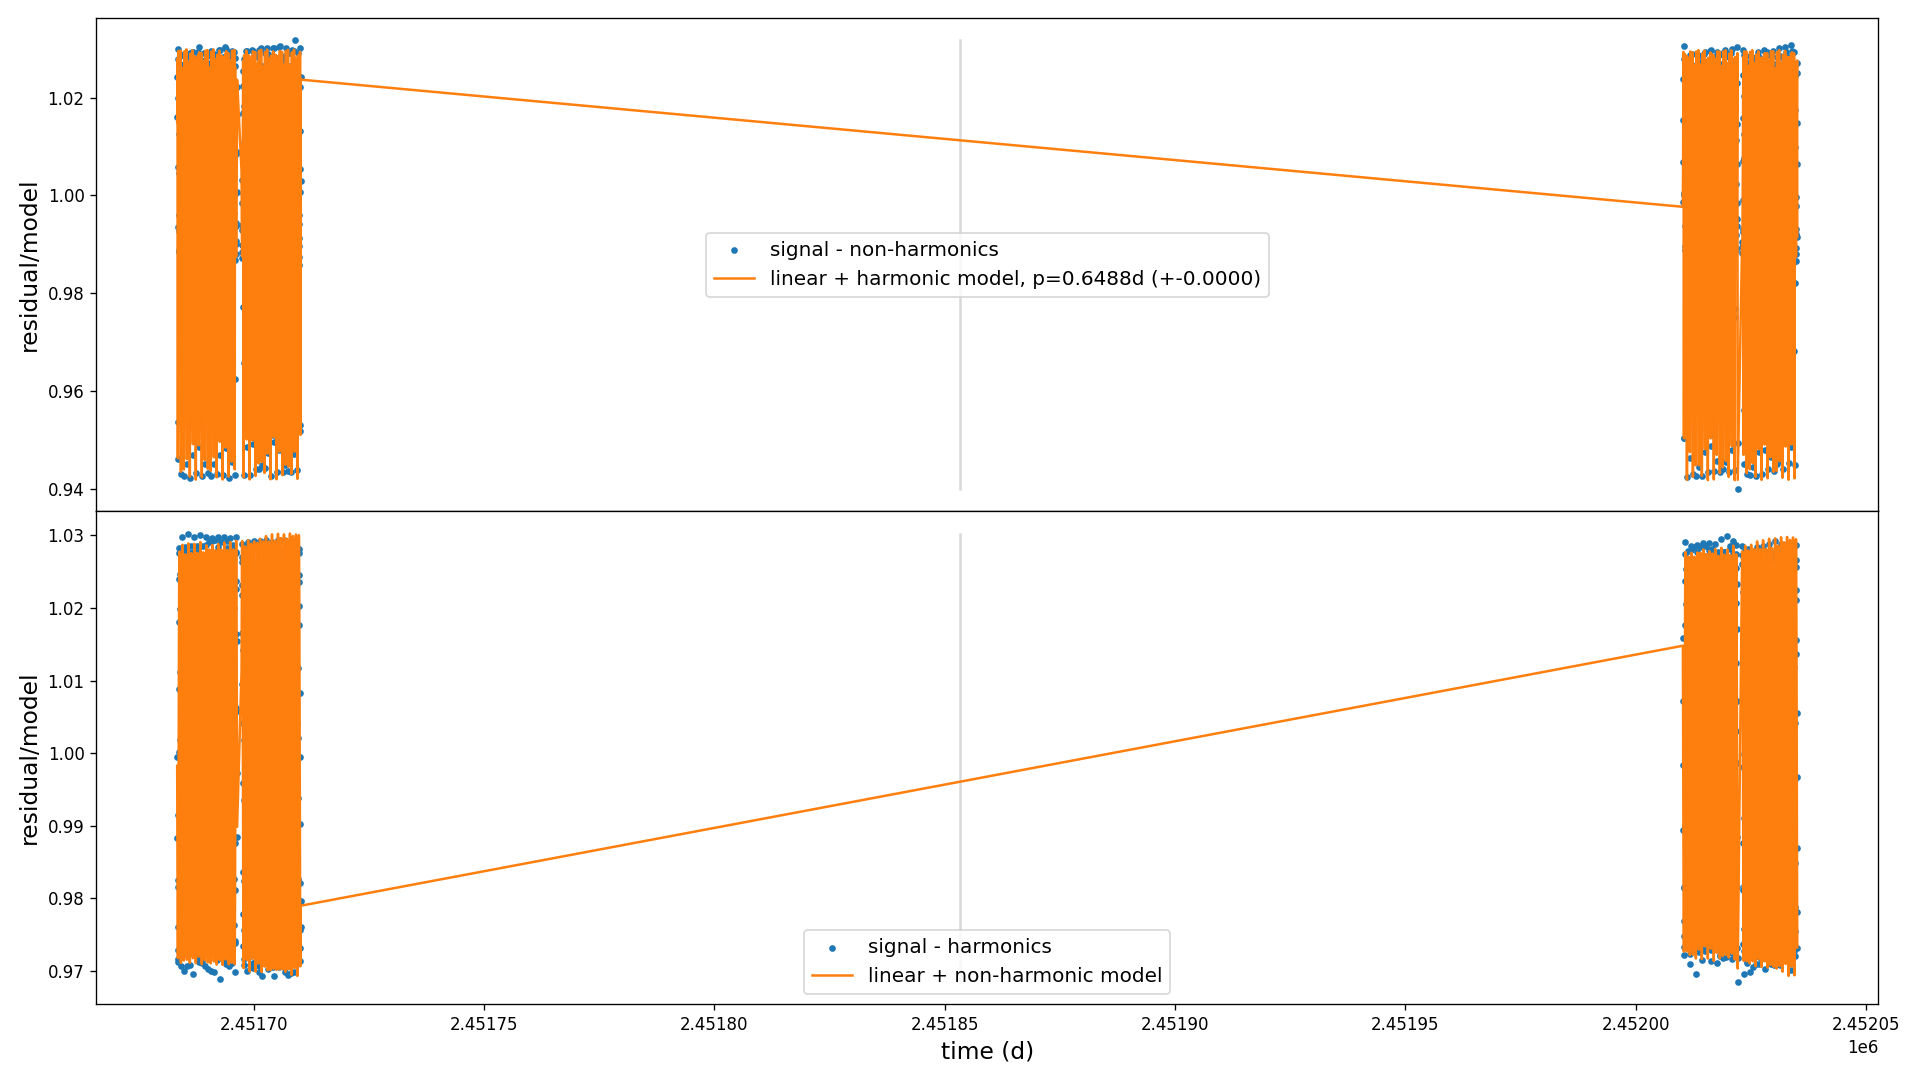 1.02
1.00
0.98
0.96
0.94
residual/model
signal - non-harmonics
linear + harmonic model, p=0.6488d (+-0.0000)
1.03
1.02
1.01
1.00
0.99
0.98
0.97
residual/model
signal - harmonics
linear + non-harmonic model
2.45170 2.45175 2.45180 2.45185 2.45190 2.45195 2.45200 2.45205
1e6
time (d)